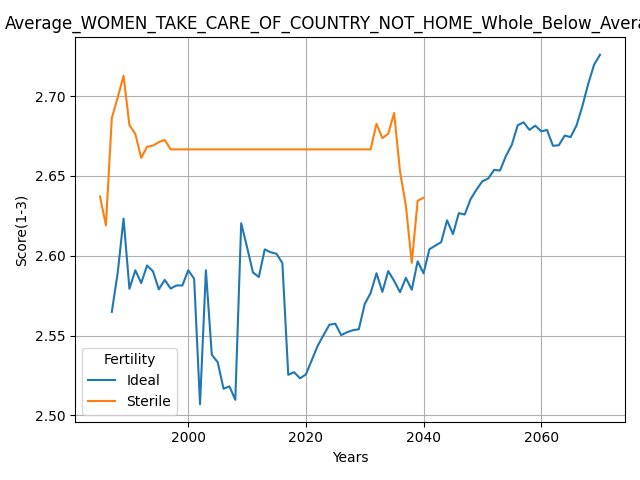 Average_WOMEN_TAKE_CARE_OF_COUNTRY_NOT_HOME_Whole_Below_Avera
2.70
2.65
2.60
2.55
2.50
Score(1-3)
Fertility
Ideal
Sterile
2000 2020 2040 2060
Years